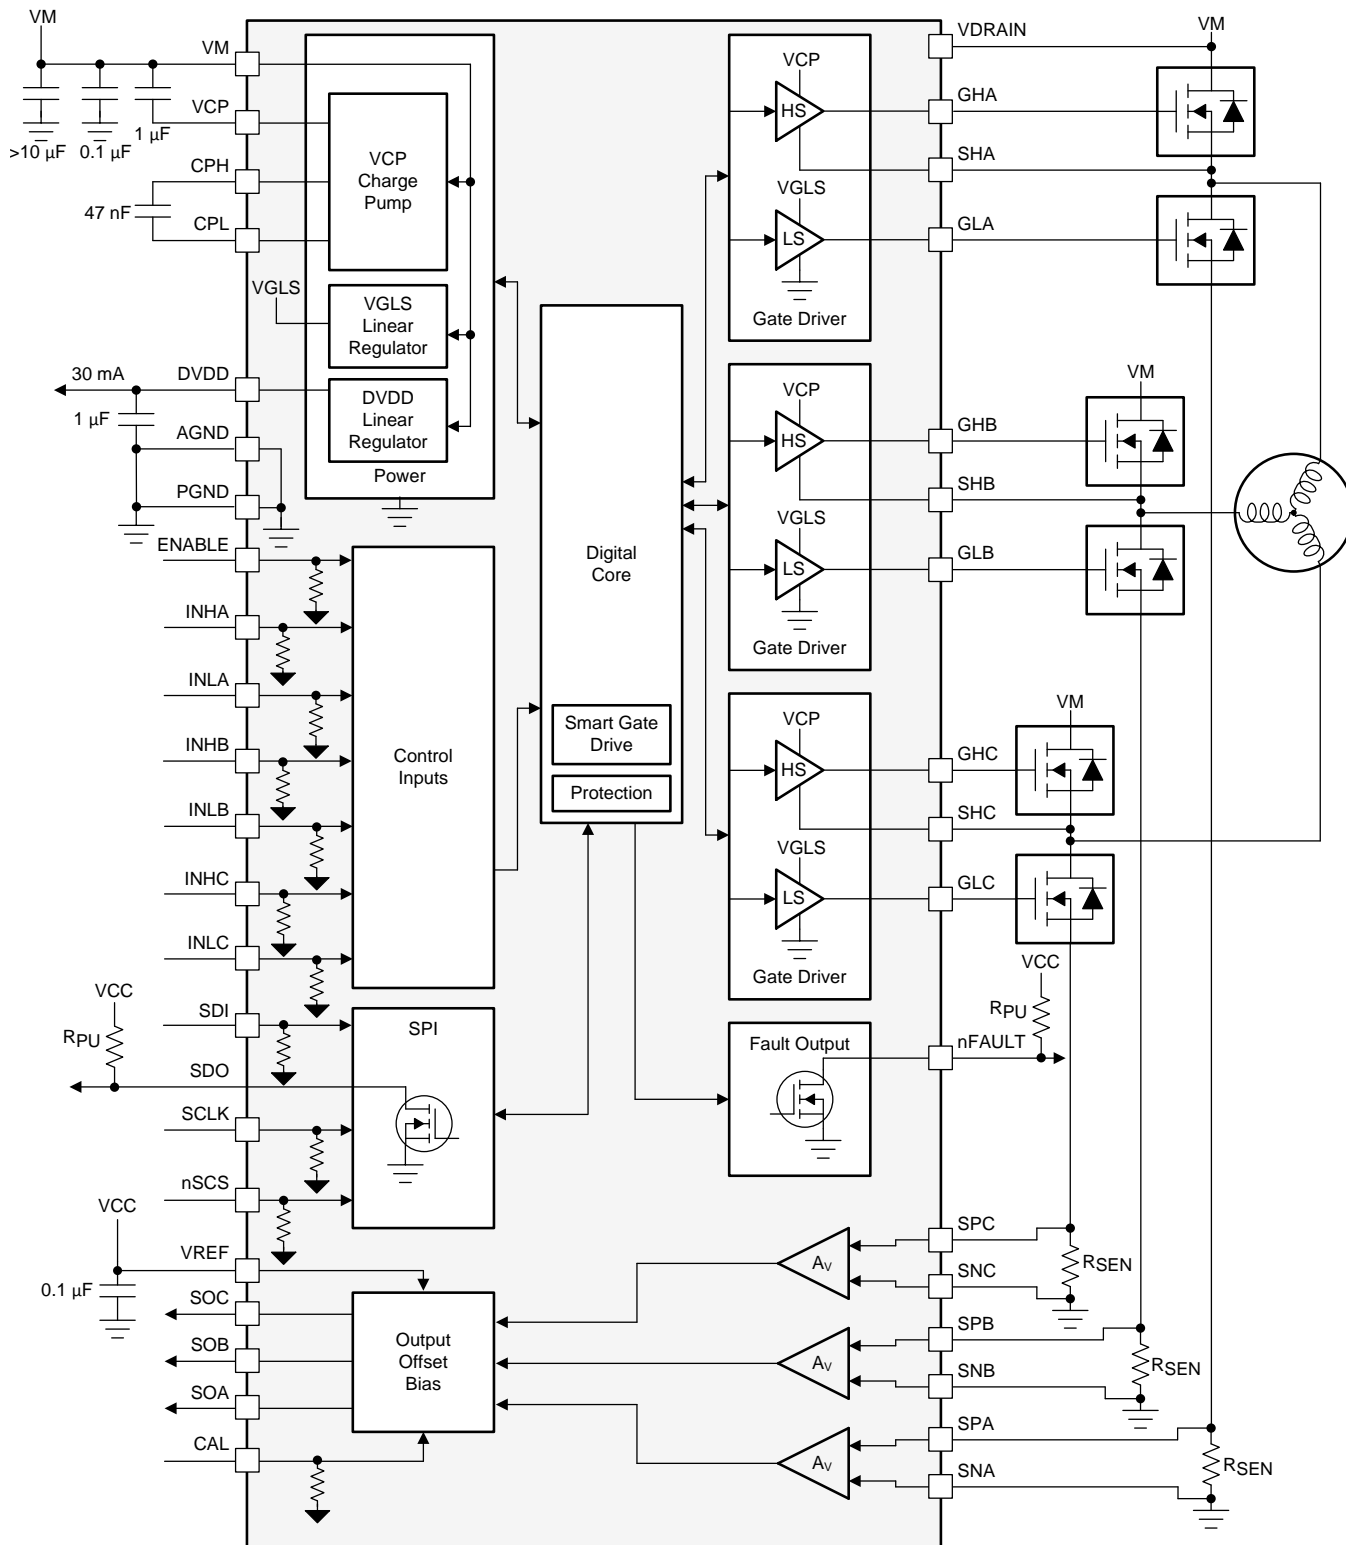 VM
VM
VCP
>10 µF
0.1 µF
1 µF
CPH
47 nF
CPL
VCP
Charge
Pump
VGLS
VGLS
Linear
Regulator
30 mA
DVDD
1 µF
DVDD
Linear
Regulator
AGND
Power
PGND
ENABLE
INHA
INLA
INHB
INLB
INHC
INLC
Control
Inputs
VCC
RPU
SDI
SDO
SCLK
nSCS
SPI
VCC
VREF
0.1 µF
SOC
SOB
SOA
CAL
Output
Offset
Bias
Digital
Core
Smart Gate
Drive
Protection
VCP
HS
VGLS
LS
Gate Driver
VCP
HS
VGLS
LS
Gate Driver
VCP
HS
VGLS
LS
Gate Driver
Fault Output
AV
AV
AV
VDRAIN
VM
GHA
SHA
GLA
VM
GHB
SHB
GLB
VM
GHC
SHC
GLC
VCC
RPU
nFAULT
SPC
SNC
RSEN
SPB
SNB
RSEN
SPA
SNA
RSEN